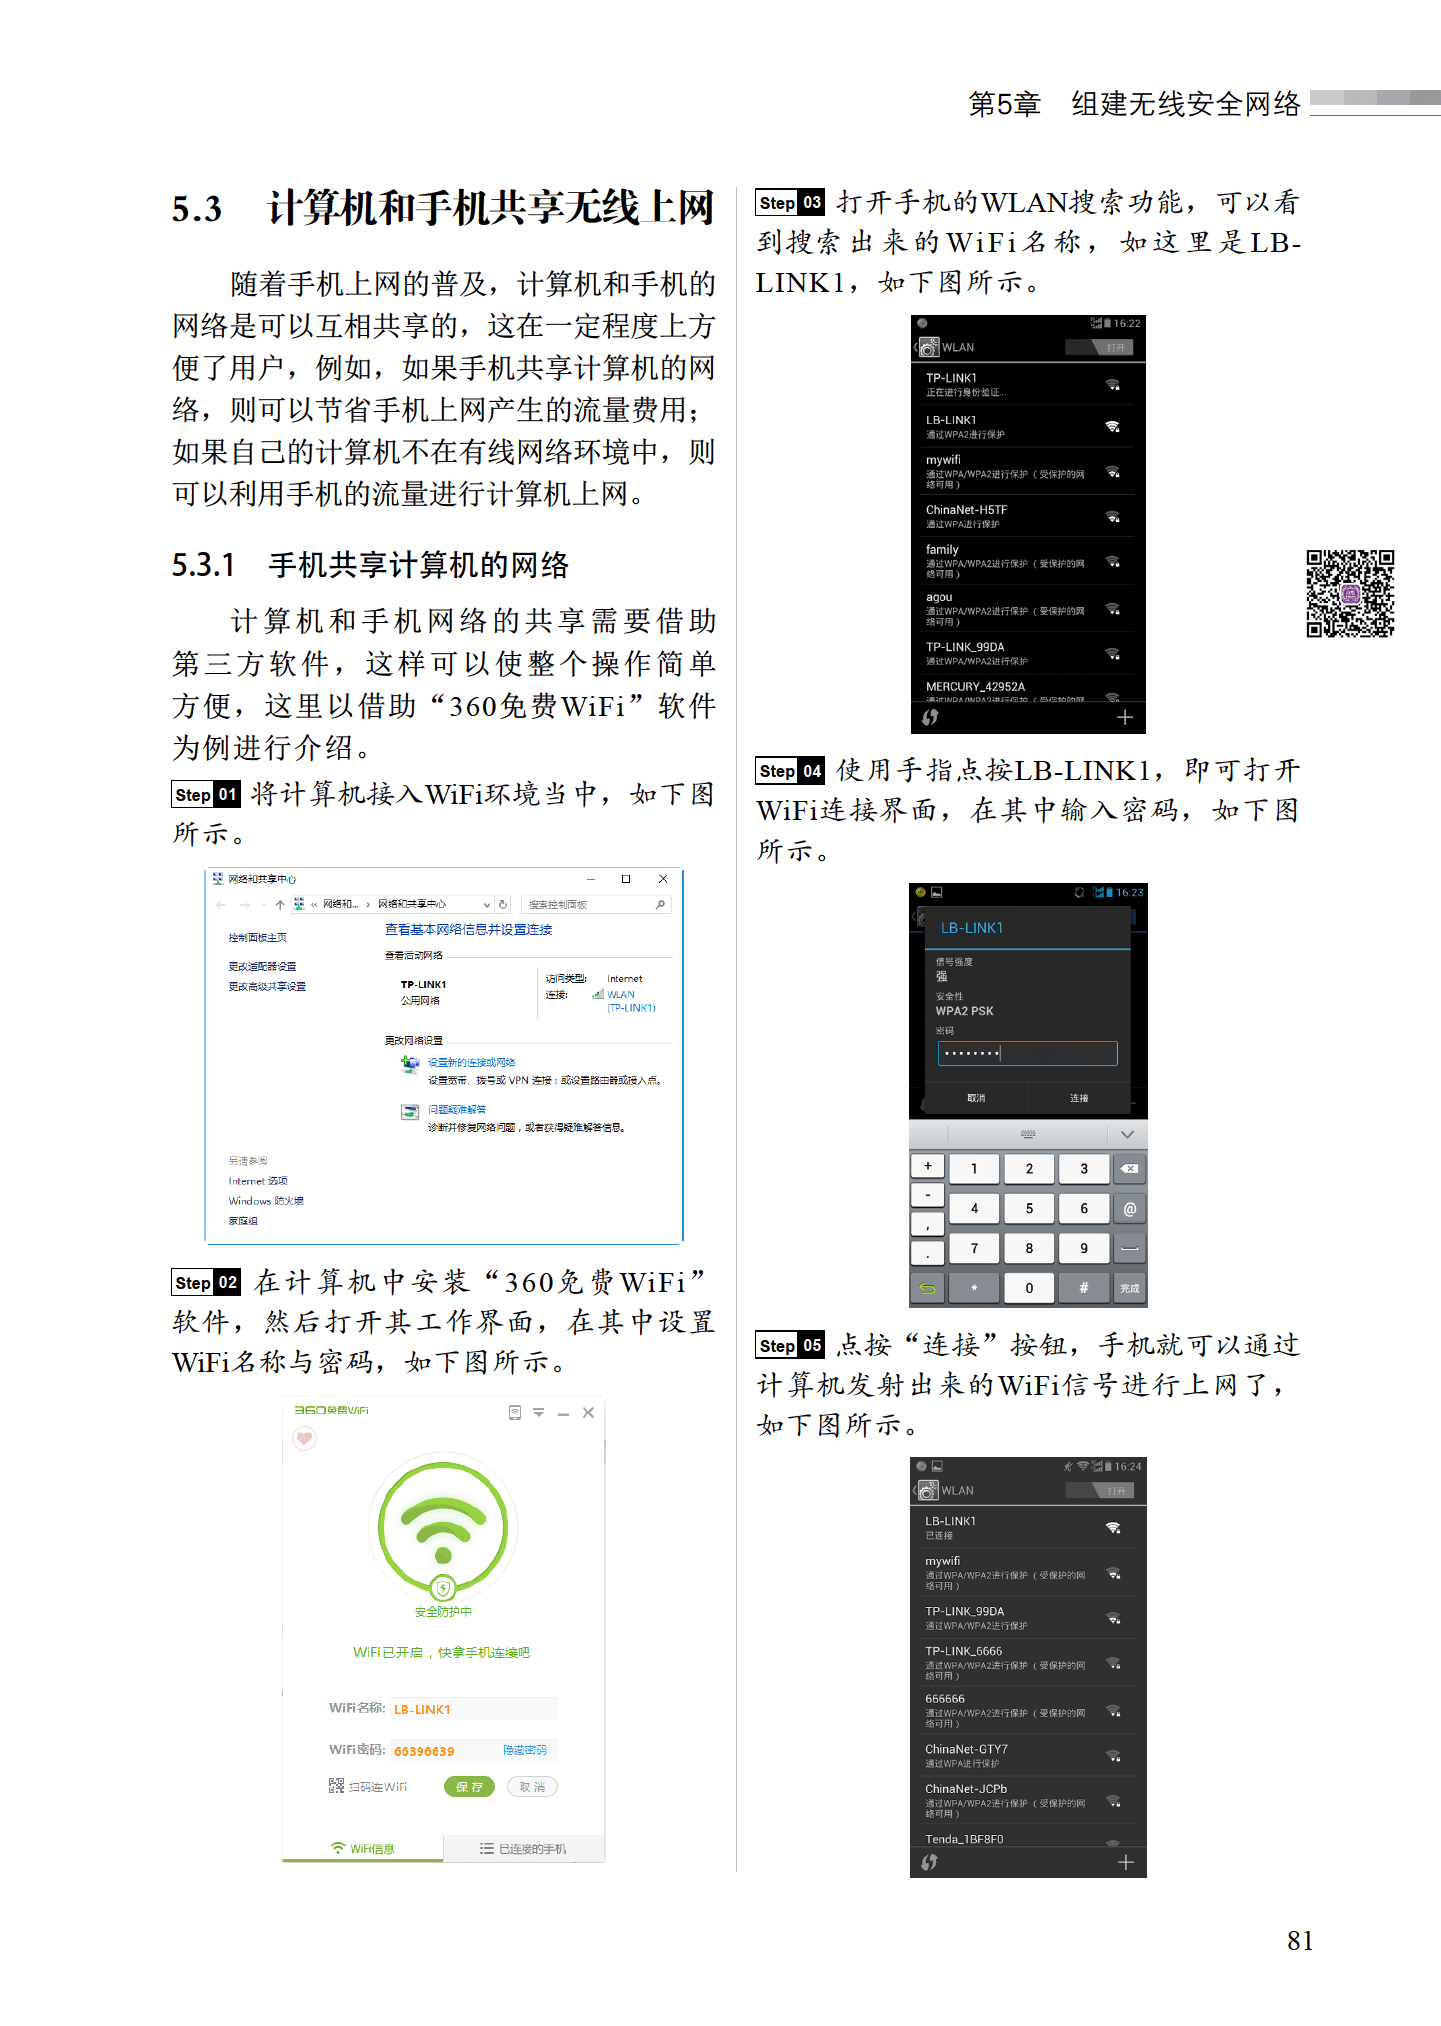 第5章 组建无线安全网络
5.3 计算机和手机共享无线上网
随着手机上网的普及，计算机和手机的
网络是可以互相共享的，这在一定程度上方
便了用户，例如，如果手机共享计算机的网
络，则可以节省手机上网产生的流量费用；
如果自己的计算机不在有线网络环境中，则
可以利用手机的流量进行计算机上网。
5.3.1 手机共享计算机的网络
计算机和手机网络的共享需要借助
第三方软件，这样可以使整个操作简单
方便，这里以借助“360免费WiFi”软件
为例进行介绍。
Step 01 将计算机接入WiFi环境当中，如下图
所示。
网络和共享中心
« 网络和... › 网络和共享中心
搜索控制面板
控制面板主页
更改适配器设置
更改高级共享设置
查看基本网络信息并设置连接
查看活动网络
TP-LINK1
公用网络
访问类型: Internet
连接: WLAN
(TP-LINK1)
更改网络设置
设置新的连接或网络
设置宽带、拨号或 VPN 连接；或设置路由器或接入点。
问题疑难解答
诊断并修复网络问题，或者获得疑难解答信息。
另请参阅
Internet 选项
Windows 防火墙
家庭组
Step 02 在计算机中安装“360免费WiFi”
软件，然后打开其工作界面，在其中设置
WiFi名称与密码，如下图所示。
360免费WiFi
安全防护中
WiFi已开启，快拿手机连接吧
WiFi名称: LB-LINK1
WiFi密码: 66396639 隐藏密码
扫码连WiFi 保存 取消
WiFi信息 已连接的手机
Step 03 打开手机的WLAN搜索功能，可以看
到搜索出来的WiFi名称，如这里是LB-
LINK1，如下图所示。
16:22
WLAN 打开
TP-LINK1
正在进行身份验证...
LB-LINK1
通过WPA2进行保护
mywifi
通过WPA/WPA2进行保护（受保护的网
络可用）
ChinaNet-H5TF
通过WPA进行保护
family
通过WPA/WPA2进行保护（受保护的网
络可用）
agou
通过WPA/WPA2进行保护（受保护的网
络可用）
TP-LINK_99DA
通过WPA/WPA2进行保护
MERCURY_42952A
通过WPA/WPA2进行保护（受保护的网
Step 04 使用手指点按LB-LINK1，即可打开
WiFi连接界面，在其中输入密码，如下图
所示。
16:23
LB-LINK1
信号强度
强
安全性
WPA2 PSK
密码
••••••••
取消 连接
+ 1 2 3
- 4 5 6 @
, 7 8 9
.
* 0 # 完成
Step 05 点按“连接”按钮，手机就可以通过
计算机发射出来的WiFi信号进行上网了，
如下图所示。
16:24
WLAN 打开
LB-LINK1
已连接
mywifi
通过WPA/WPA2进行保护（受保护的网
络可用）
TP-LINK_99DA
通过WPA/WPA2进行保护
TP-LINK_6666
通过WPA/WPA2进行保护（受保护的网
络可用）
666666
通过WPA/WPA2进行保护（受保护的网
络可用）
ChinaNet-GTY7
通过WPA进行保护
ChinaNet-JCPb
通过WPA/WPA2进行保护（受保护的网
络可用）
Tenda_1BF8F0
81